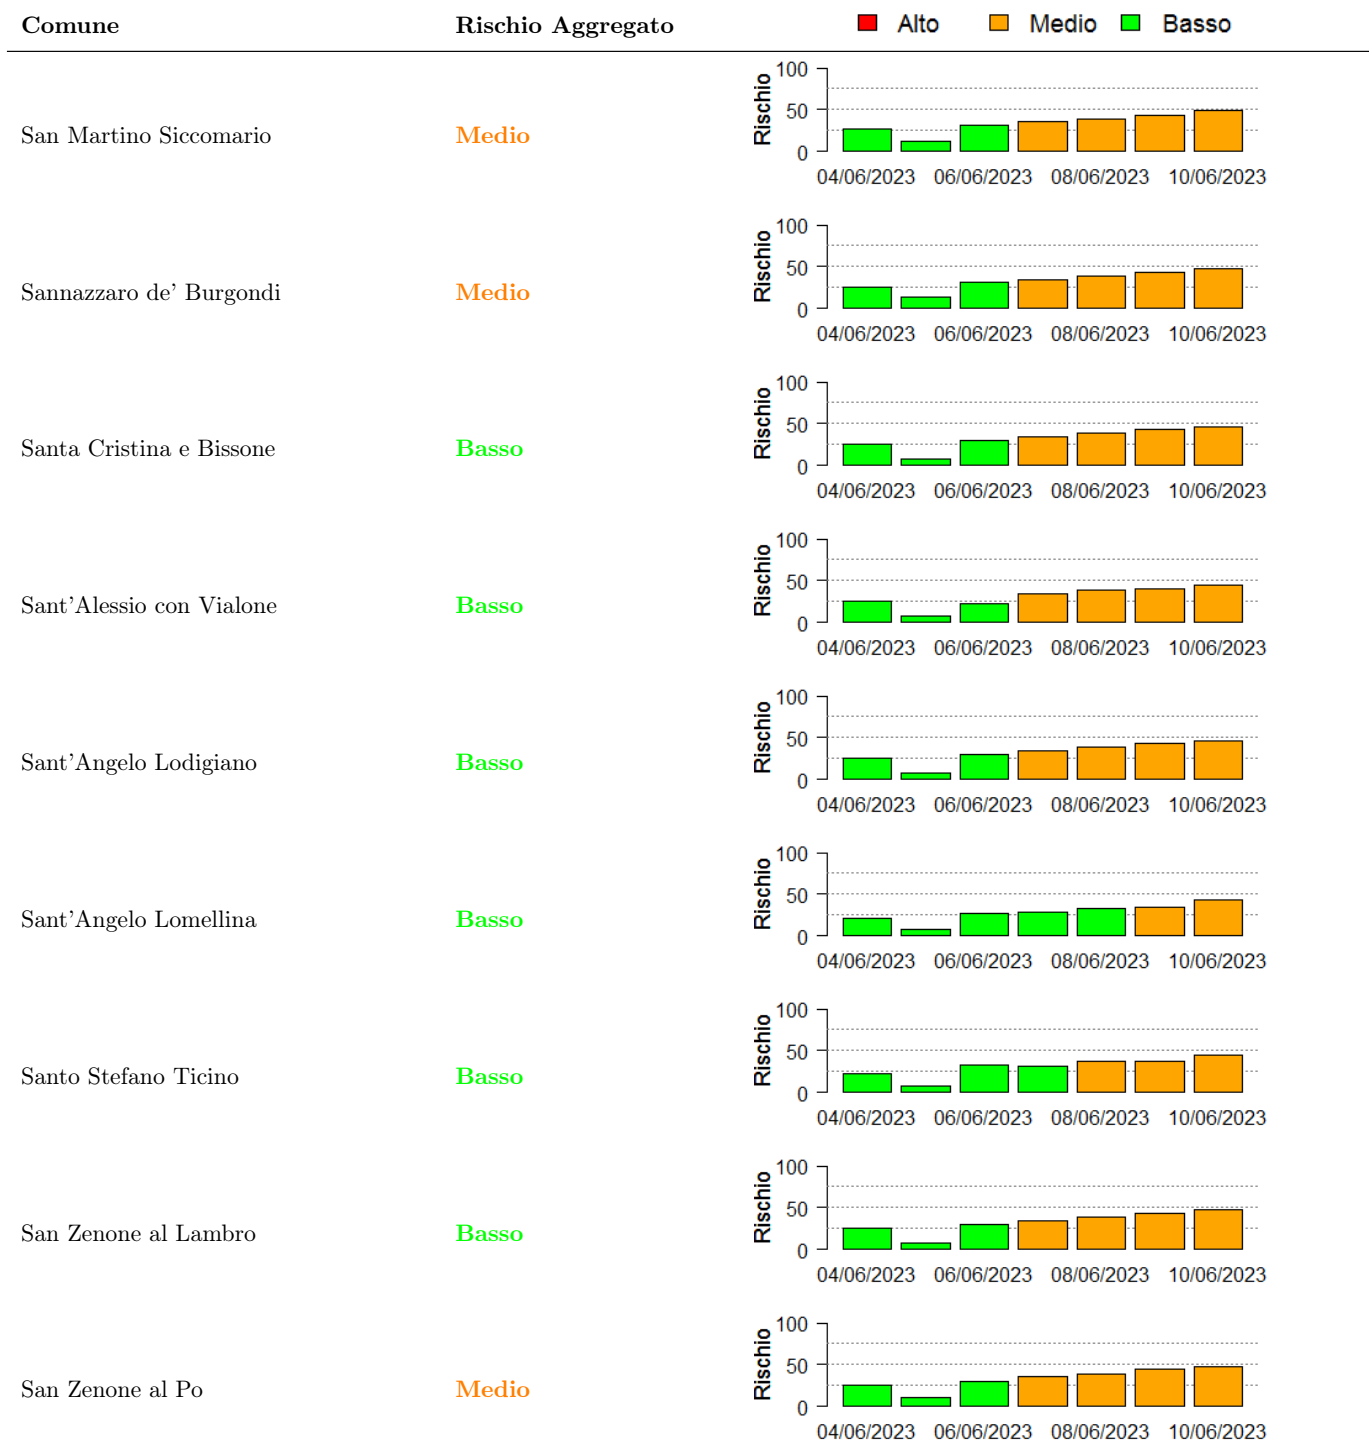 Comune Rischio Aggregato Alto Medio Basso
100
50
0
Rischio
San Martino Siccomario Medio
04/06/2023 06/06/2023 08/06/2023 10/06/2023
100
50
0
Rischio
Sannazzaro de' Burgondi Medio
04/06/2023 06/06/2023 08/06/2023 10/06/2023
100
50
0
Rischio
Santa Cristina e Bissone Basso
04/06/2023 06/06/2023 08/06/2023 10/06/2023
100
50
0
Rischio
Sant'Alessio con Vialone Basso
04/06/2023 06/06/2023 08/06/2023 10/06/2023
100
50
0
Rischio
Sant'Angelo Lodigiano Basso
04/06/2023 06/06/2023 08/06/2023 10/06/2023
100
50
0
Rischio
Sant'Angelo Lomellina Basso
04/06/2023 06/06/2023 08/06/2023 10/06/2023
100
50
0
Rischio
Santo Stefano Ticino Basso
04/06/2023 06/06/2023 08/06/2023 10/06/2023
100
50
0
Rischio
San Zenone al Lambro Basso
04/06/2023 06/06/2023 08/06/2023 10/06/2023
100
50
0
Rischio
San Zenone al Po Medio
04/06/2023 06/06/2023 08/06/2023 10/06/2023